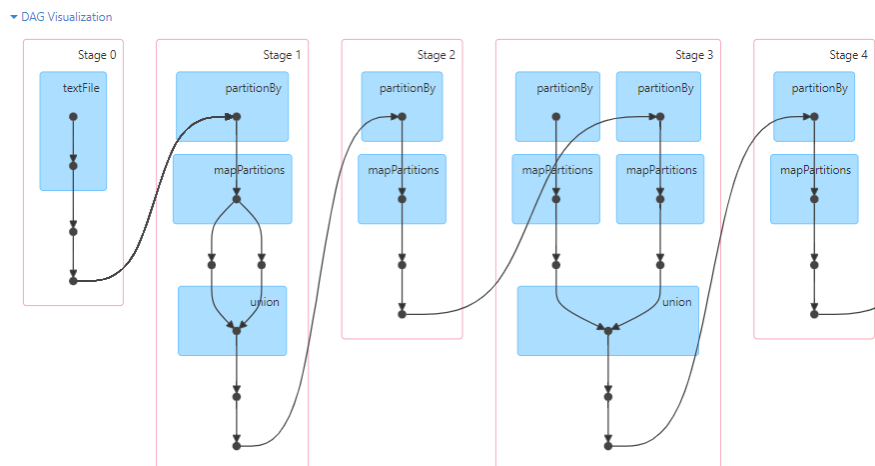 DAG Visualization
Stage 0
textFile
Stage 1
partitionBy
mapPartitions
union
Stage 2
partitionBy
mapPartitions
Stage 3
partitionBy
partitionBy
mapPartitions
mapPartitions
union
Stage 4
partitionBy
mapPartitions